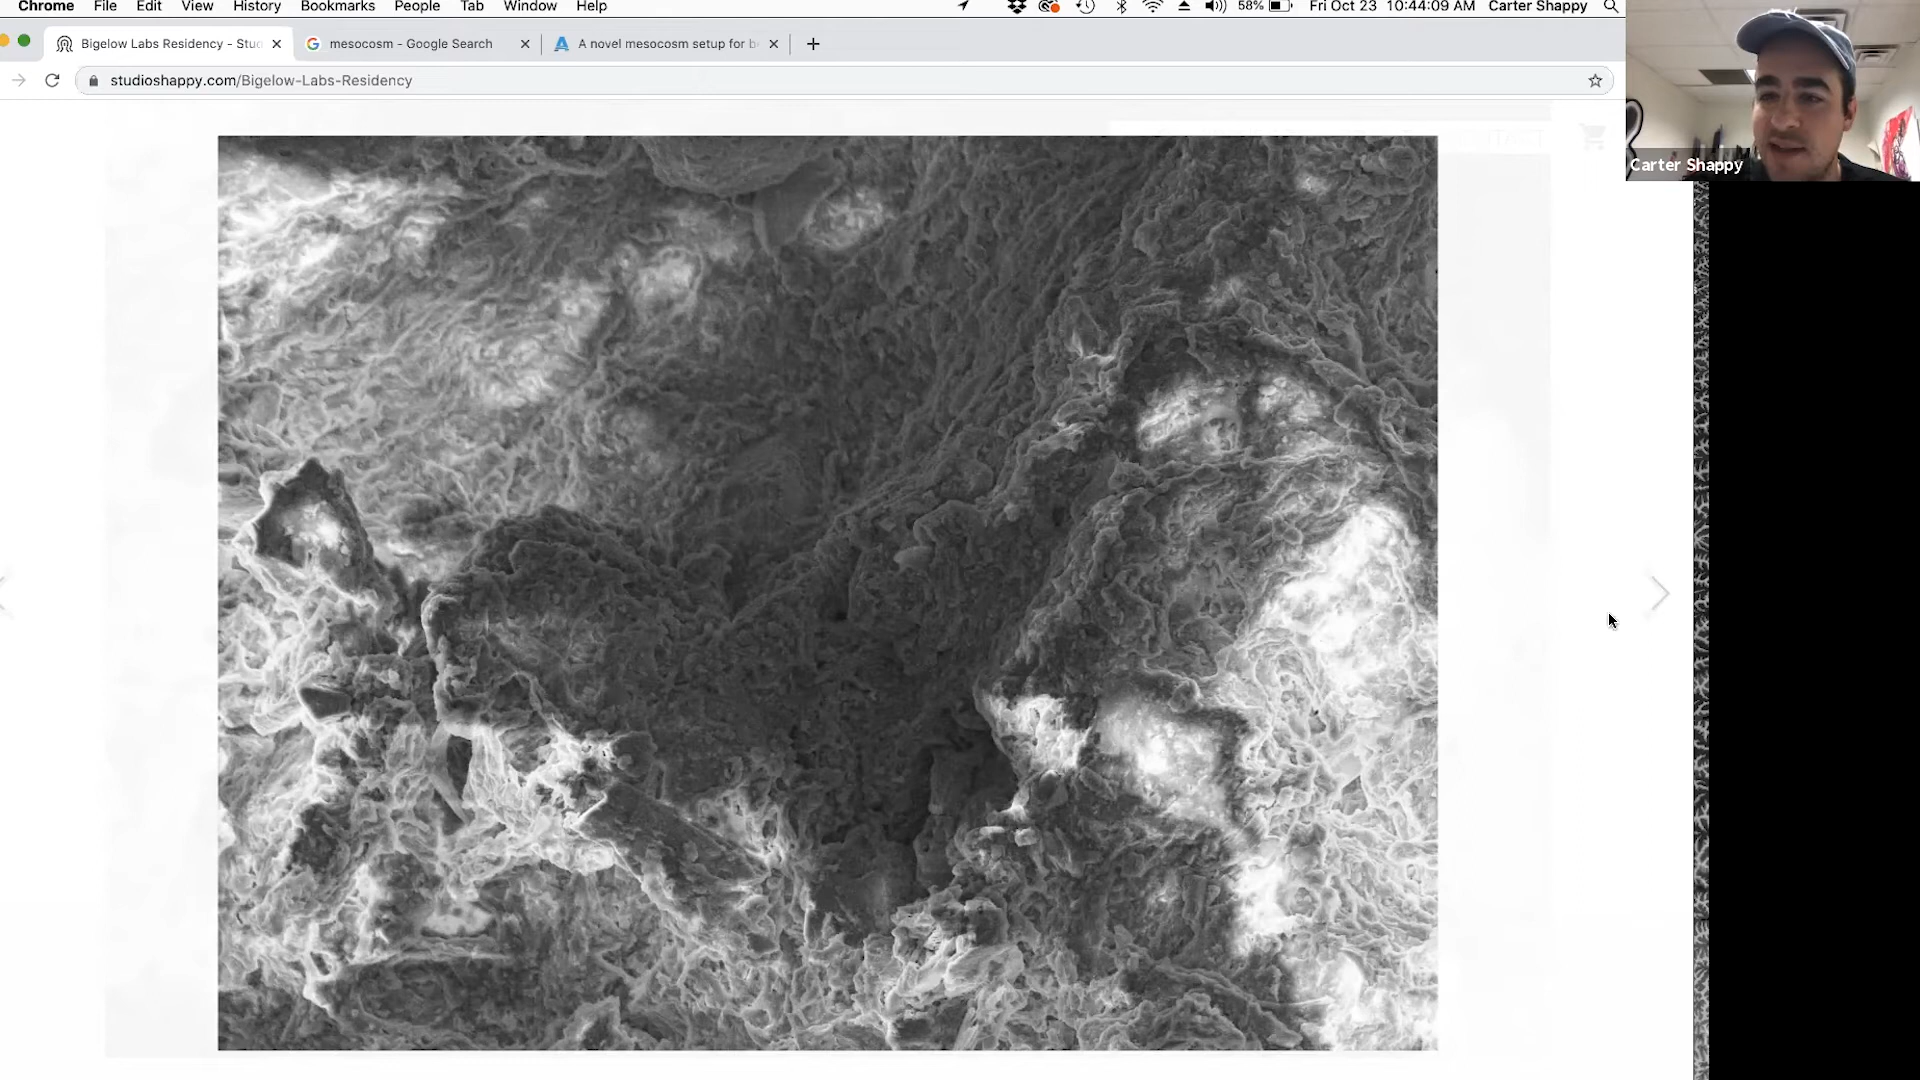 Chrome File Edit View History Bookmarks People Tab Window Help 58% Fri Oct 23 10:44:09 AM Carter Shappy
Bigelow Labs Residency - Stu mesocosm - Google Search A novel mesocosm setup for b
studioshappy.com/Bigelow-Labs-Residency
Carter Shappy